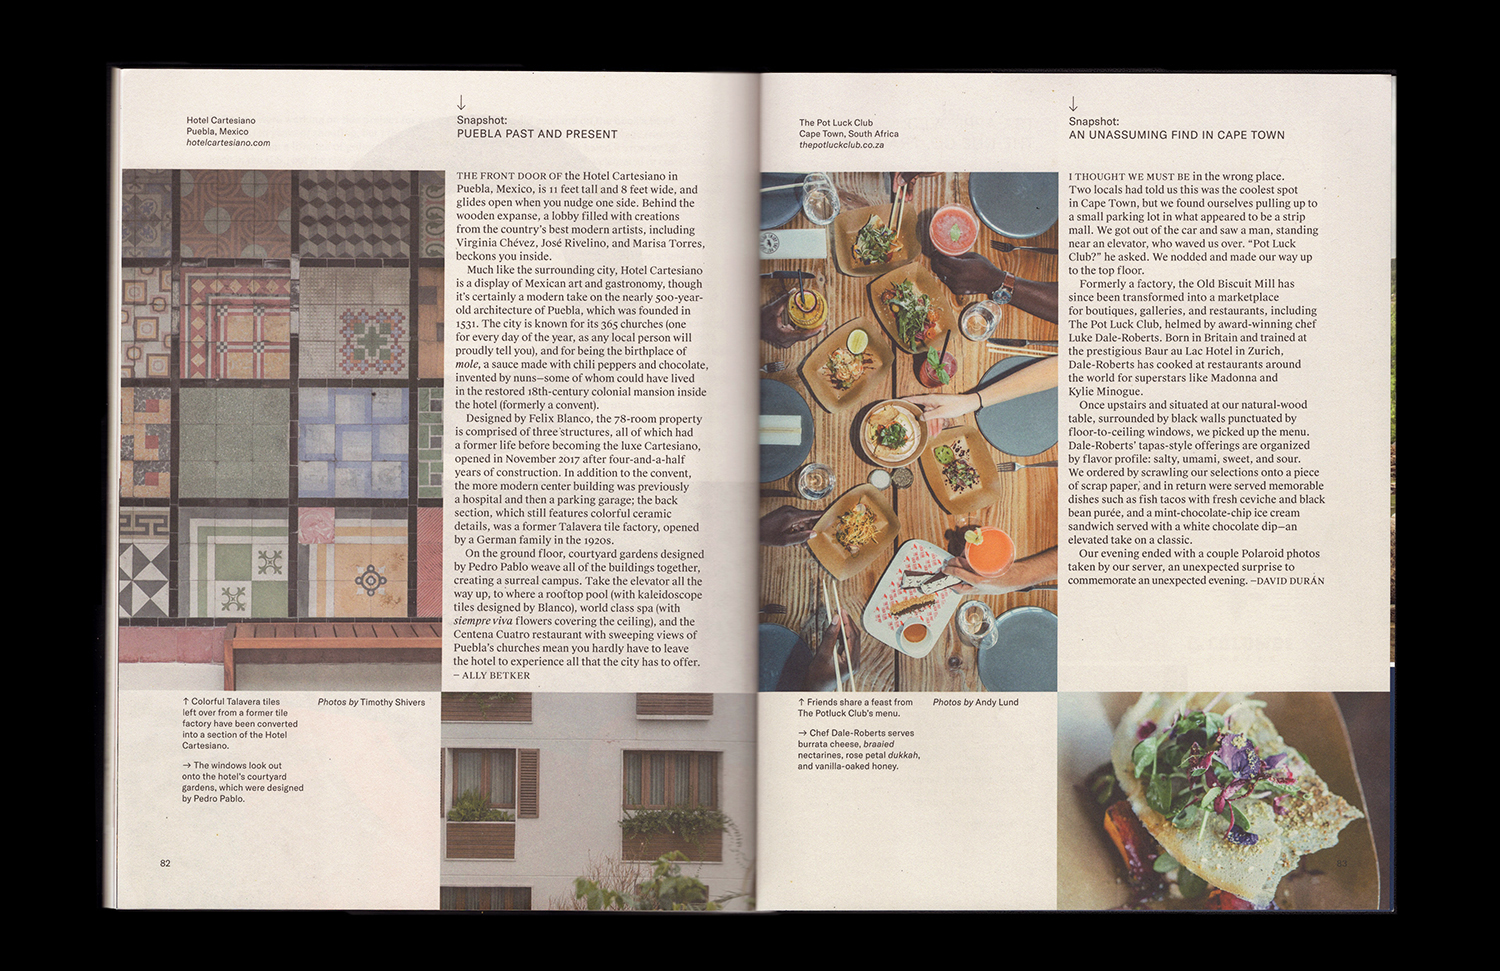 Hotel Cartesiano
Puebla, Mexico
hotelcartesiano.com
↓
Snapshot:
PUEBLA PAST AND PRESENT
THE FRONT DOOR OF the Hotel Cartesiano in
Puebla, Mexico, is 11 feet tall and 8 feet wide, and
glides open when you nudge one side. Behind the
wooden expanse, a lobby filled with creations
from the country's best modern artists, including
Virginia Chévez, José Rivelino, and Marisa Torres,
beckons you inside.
Much like the surrounding city, Hotel Cartesiano
is a display of Mexican art and gastronomy, though
it's certainly a modern take on the nearly 500-year-
old architecture of Puebla, which was founded in
1531. The city is known for its 365 churches (one
for every day of the year, as any local person will
proudly tell you), and for being the birthplace of
mole, a sauce made with chili peppers and chocolate,
invented by nuns—some of whom could have lived
in the restored 18th-century colonial mansion inside
the hotel (formerly a convent).
Designed by Felix Blanco, the 78-room property
is comprised of three structures, all of which had
a former life before becoming the luxe Cartesiano,
opened in November 2017 after four-and-a-half
years of construction. In addition to the convent,
the more modern center building was previously
a hospital and then a parking garage; the back
section, which still features colorful ceramic
details, was a former Talavera tile factory, opened
by a German family in the 1920s.
On the ground floor, courtyard gardens designed
by Pedro Pablo weave all of the buildings together,
creating a surreal campus. Take the elevator all the
way up, to where a rooftop pool (with kaleidoscope
tiles designed by Blanco), world class spa (with
siempre viva flowers covering the ceiling), and the
Centena Cuatro restaurant with sweeping views of
Puebla's churches mean you hardly have to leave
the hotel to experience all that the city has to offer.
– ALLY BETKER
↑ Colorful Talavera tiles
left over from a former tile
factory have been converted
into a section of the Hotel
Cartesiano.
→ The windows look out
onto the hotel's courtyard
gardens, which were designed
by Pedro Pablo.
Photos by Timothy Shivers
82
The Pot Luck Club
Cape Town, South Africa
thepotluckclub.co.za
↓
Snapshot:
AN UNASSUMING FIND IN CAPE TOWN
I THOUGHT WE MUST BE in the wrong place.
Two locals had told us this was the coolest spot
in Cape Town, but we found ourselves pulling up to
a small parking lot in what appeared to be a strip
mall. We got out of the car and saw a man, standing
near an elevator, who waved us over. “Pot Luck
Club?” he asked. We nodded and made our way up
to the top floor.
Formerly a factory, the Old Biscuit Mill has
since been transformed into a marketplace
for boutiques, galleries, and restaurants, including
The Pot Luck Club, helmed by award-winning chef
Luke Dale-Roberts. Born in Britain and trained at
the prestigious Baur au Lac Hotel in Zurich,
Dale-Roberts has cooked at restaurants around
the world for superstars like Madonna and
Kylie Minogue.
Once upstairs and situated at our natural-wood
table, surrounded by black walls punctuated by
floor-to-ceiling windows, we picked up the menu.
Dale-Roberts' tapas-style offerings are organized
by flavor profile: salty, umami, sweet, and sour.
We ordered by scrawling our selections onto a piece
of scrap paper, and in return were served memorable
dishes such as fish tacos with fresh ceviche and black
bean purée, and a mint-chocolate-chip ice cream
sandwich served with a white chocolate dip—an
elevated take on a classic.
Our evening ended with a couple Polaroid photos
taken by our server, an unexpected surprise to
commemorate an unexpected evening. –DAVID DURÁN
↑ Friends share a feast from
The Potluck Club's menu.
→ Chef Dale-Roberts serves
burrata cheese, braaied
nectarines, rose petal dukkah,
and vanilla-oaked honey.
Photos by Andy Lund
83